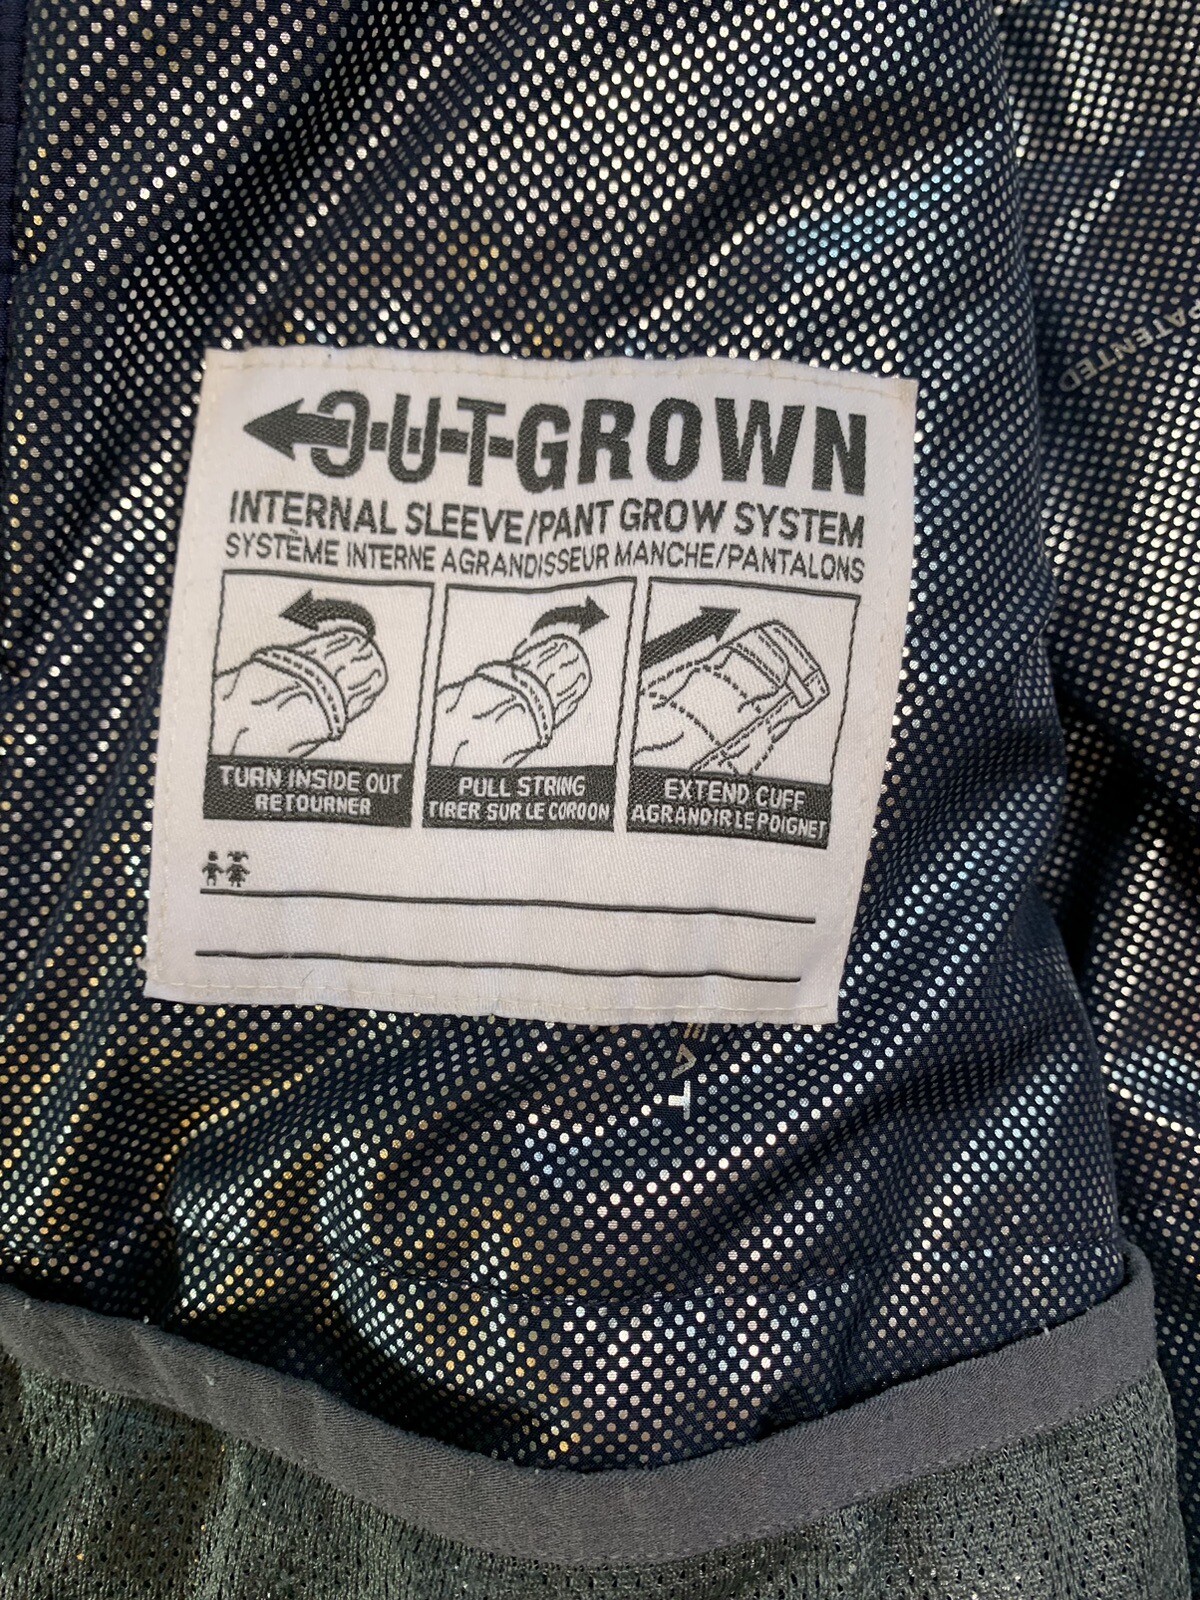 OUTGROWN
INTERNAL SLEEVE/PANT GROW SYSTEM
SYSTÈME INTERNE AGRANDISSEUR MANCHE/PANTALONS
TURN INSIDE OUT
RETOURNER
PULL STRING
TIRER SUR LE CORDON
EXTEND CUFF
AGRANDIR LE POIGNET